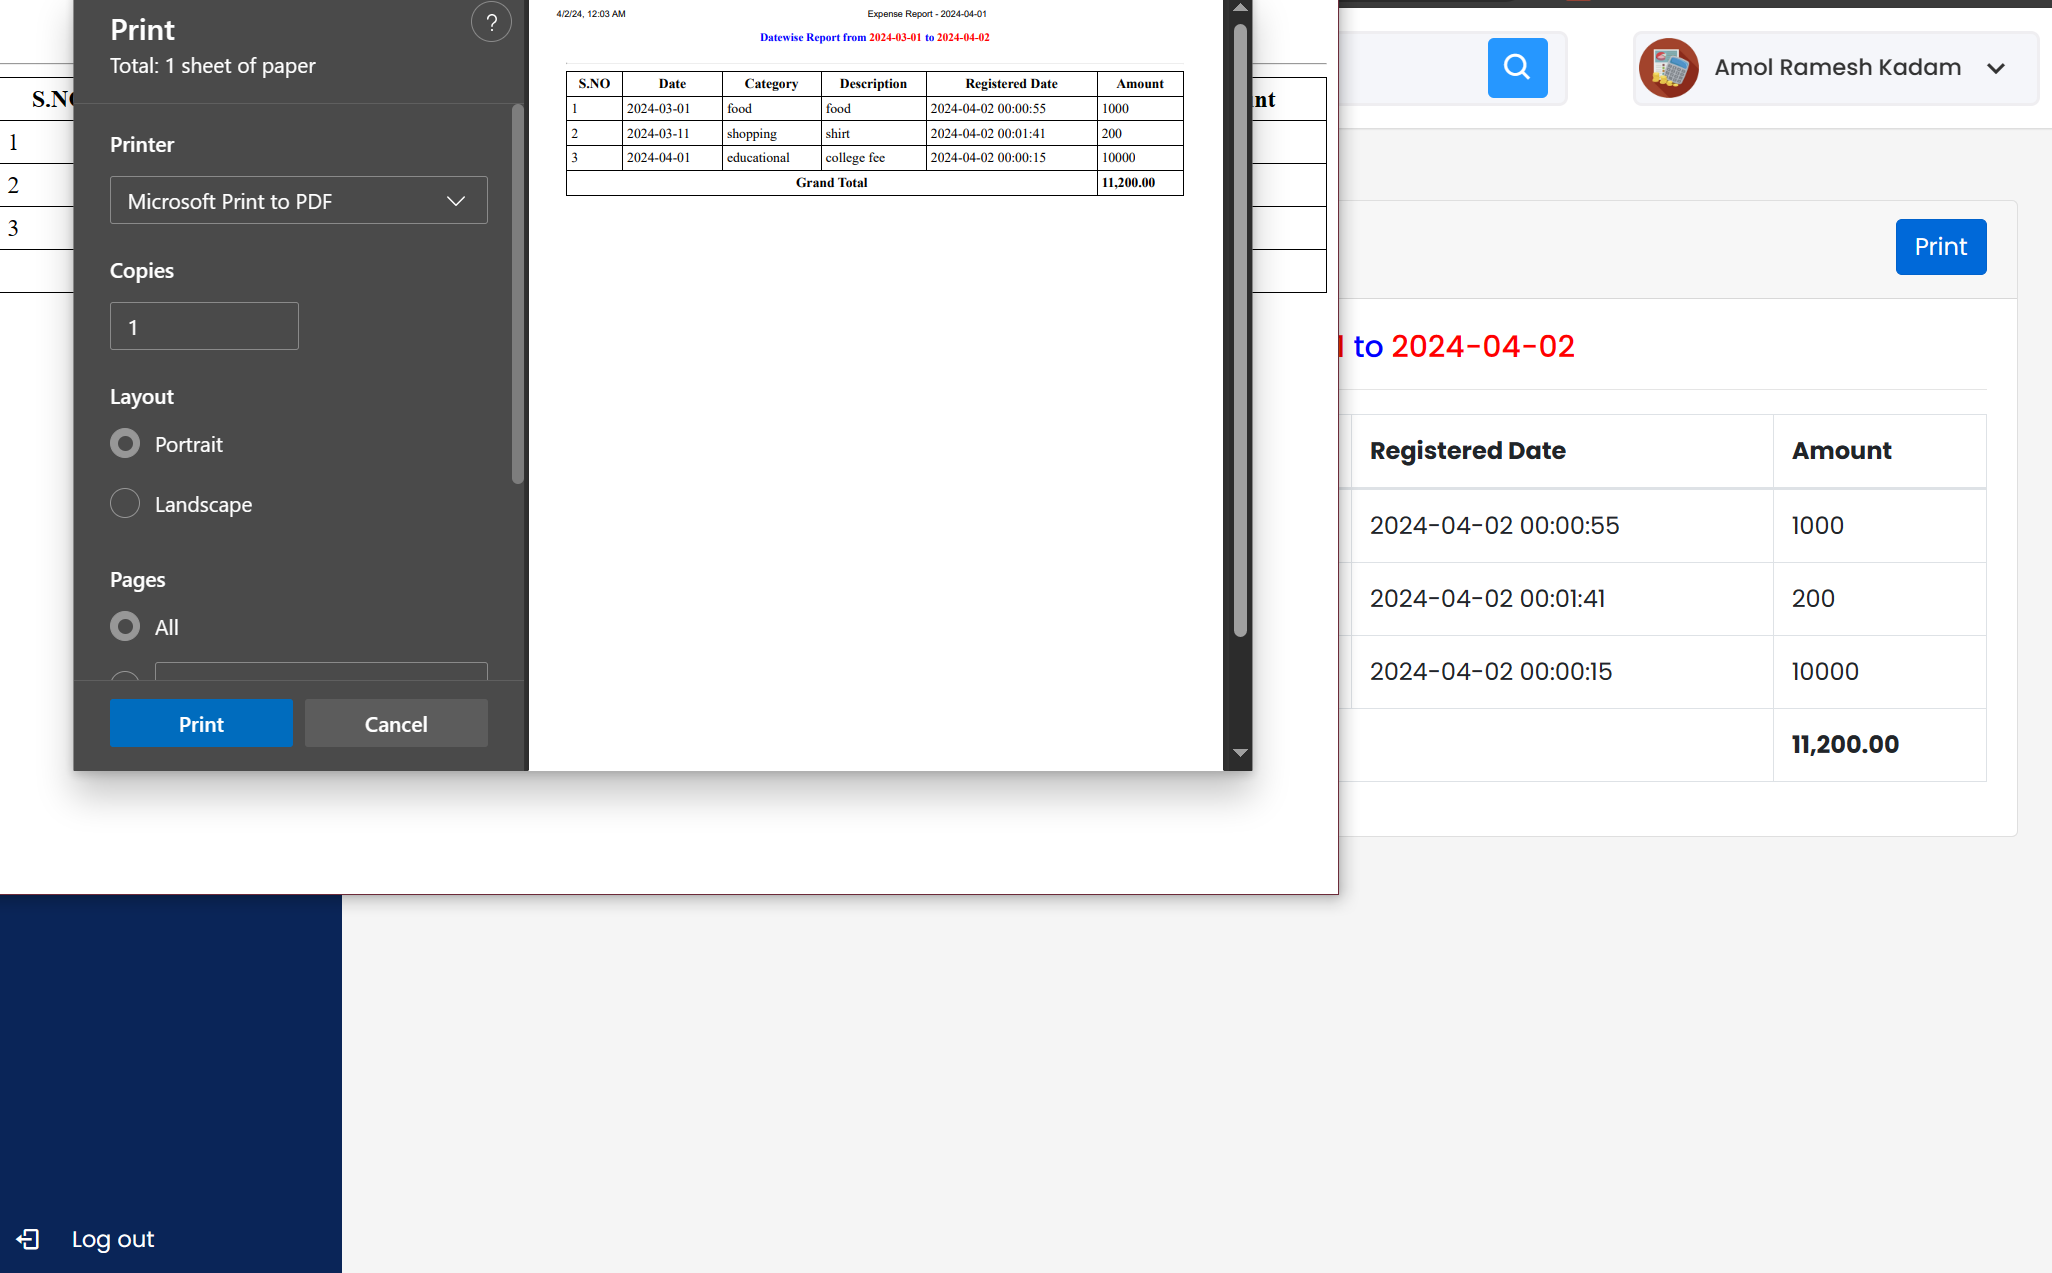 Print
?
Total: 1 sheet of paper
Printer
Microsoft Print to PDF
Copies
1
Layout
Portrait
Landscape
Pages
All
Print Cancel
4/2/24, 12:03 AM Expense Report - 2024-04-01
Datewise Report from 2024-03-01 to 2024-04-02
S.NO Date Category Description Registered Date Amount
1 2024-03-01 food food 2024-04-02 00:00:55 1000
2 2024-03-11 shopping shirt 2024-04-02 00:01:41 200
3 2024-04-01 educational college fee 2024-04-02 00:00:15 10000
Grand Total 11,200.00
S.NO
1
2
3
nt
Amol Ramesh Kadam
Print
1 to 2024-04-02
Registered Date Amount
2024-04-02 00:00:55 1000
2024-04-02 00:01:41 200
2024-04-02 00:00:15 10000
11,200.00
Log out